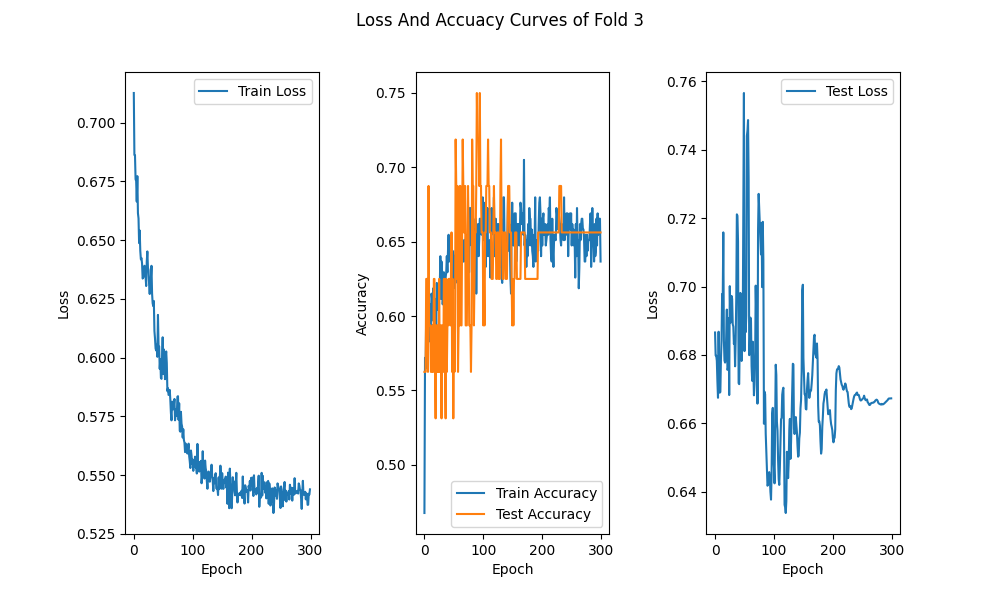 Loss And Accuacy Curves of Fold 3
Train Loss
0.700
0.675
0.650
0.625
0.600
0.575
0.550
0.525
Loss
0 100 200 300
Epoch
0.75
0.70
0.65
0.60
0.55
0.50
Accuracy
Train Accuracy
Test Accuracy
0 100 200 300
Epoch
Test Loss
0.76
0.74
0.72
0.70
0.68
0.66
0.64
Loss
0 100 200 300
Epoch